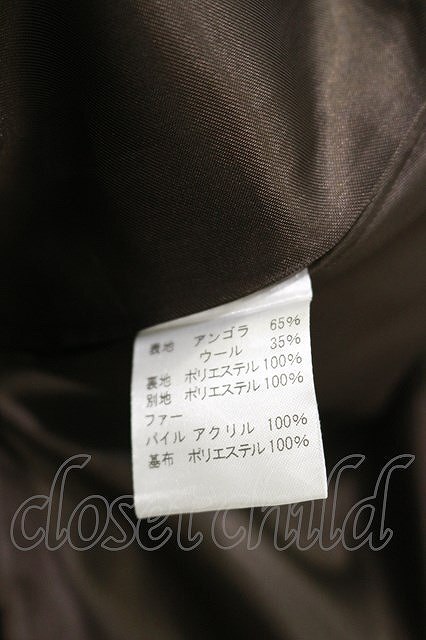 表地 アンゴラ 65%
ウール 35%
裏地 ポリエステル 100%
別地 ポリエステル 100%
ファー
パイル アクリル 100%
基布 ポリエステル 100%
closet child